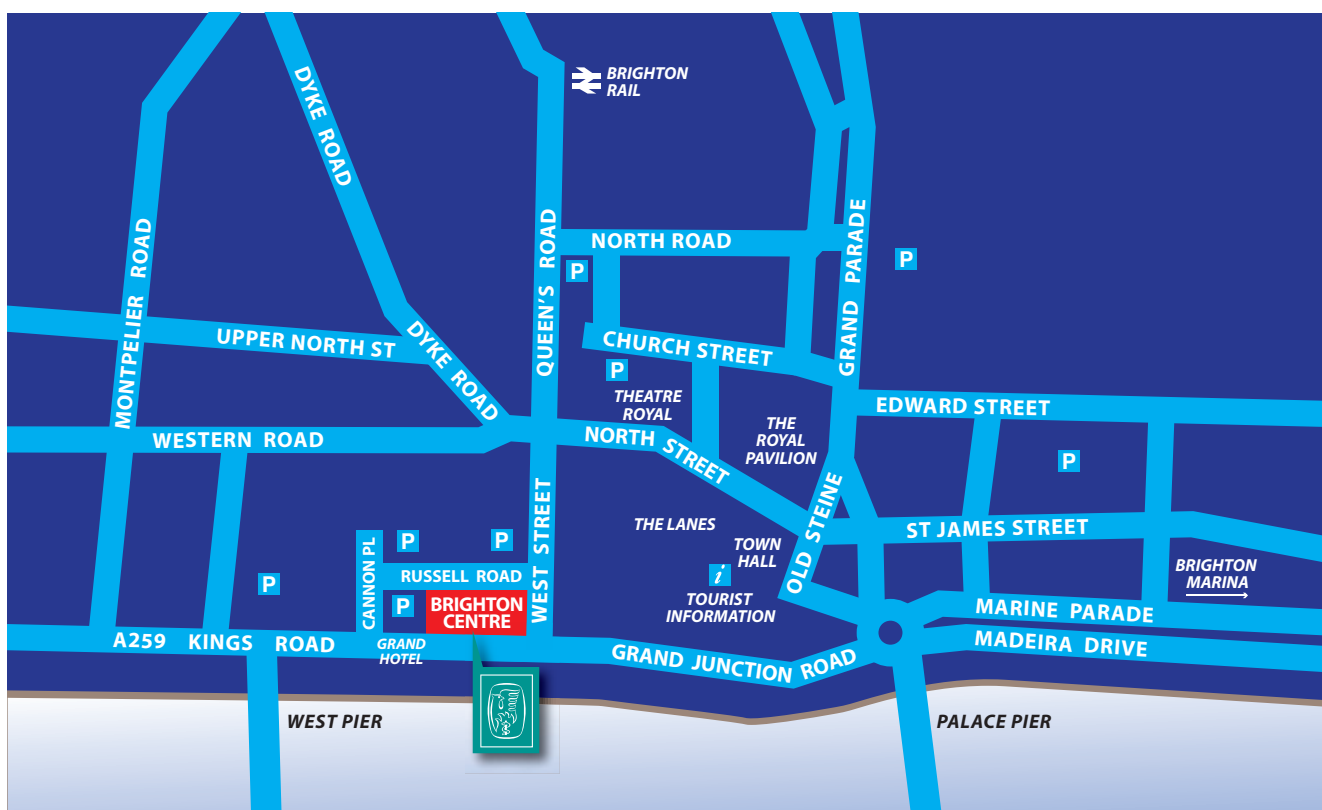 BRIGHTON
RAIL
DYKE ROAD
MONTPELIER ROAD
QUEEN'S ROAD
NORTH ROAD
GRAND PARADE
P
P
UPPER NORTH ST
DYKE ROAD
CHURCH STREET
P
THEATRE
ROYAL
THE
ROYAL
PAVILION
EDWARD STREET
WESTERN ROAD
NORTH STREET
P
WEST STREET
THE LANES
TOWN
HALL
OLD STEINE
ST JAMES STREET
P
P
CANNON PL
RUSSELL ROAD
P
P
BRIGHTON
CENTRE
i
TOURIST
INFORMATION
BRIGHTON
MARINA
MARINE PARADE
A259 KINGS ROAD
GRAND
HOTEL
GRAND JUNCTION ROAD
MADEIRA DRIVE
WEST PIER
PALACE PIER